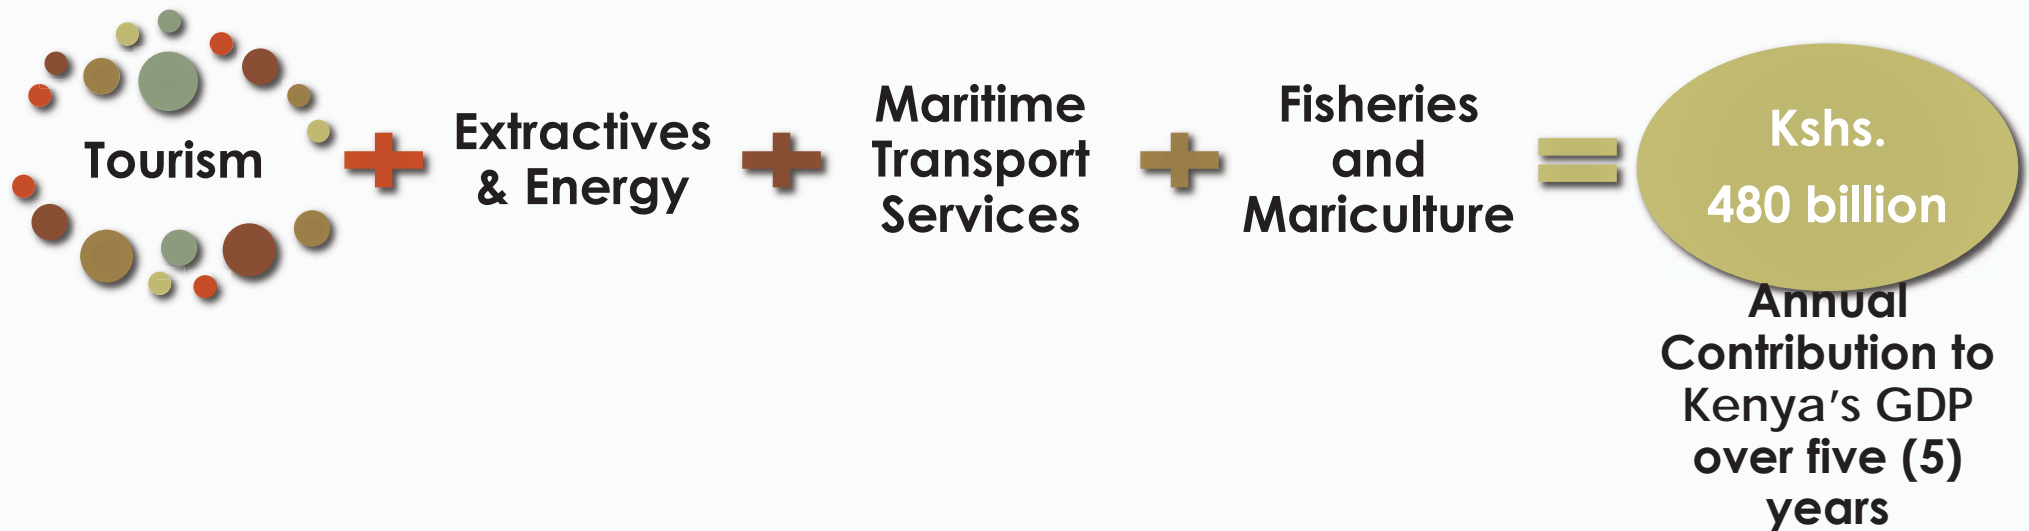 Tourism
Extractives
& Energy
Maritime
Transport
Services
Fisheries
and
Mariculture
Kshs.
480 billion
Annual
Contribution to
Kenya's GDP
over five (5)
years